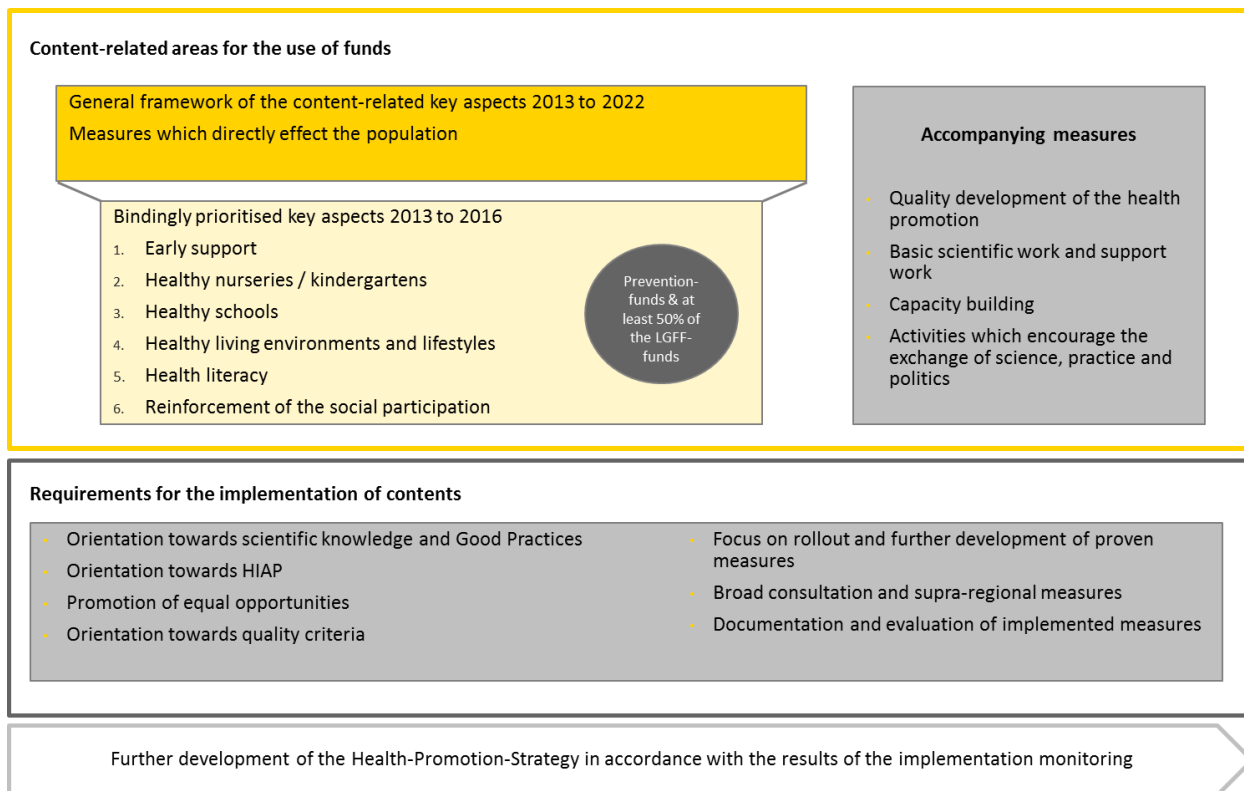 Content-related areas for the use of funds
General framework of the content-related key aspects 2013 to 2022
Measures which directly effect the population
Bindingly prioritised key aspects 2013 to 2016
1. Early support
2. Healthy nurseries / kindergartens
3. Healthy schools
4. Healthy living environments and lifestyles
5. Health literacy
6. Reinforcement of the social participation
Prevention-
funds & at
least 50% of
the LGFF-
funds
Accompanying measures
· Quality development of the health
promotion
· Basic scientific work and support
work
· Capacity building
· Activities which encourage the
exchange of science, practice and
politics
Requirements for the implementation of contents
· Orientation towards scientific knowledge and Good Practices
· Orientation towards HIAP
· Promotion of equal opportunities
· Orientation towards quality criteria
· Focus on rollout and further development of proven
measures
· Broad consultation and supra-regional measures
· Documentation and evaluation of implemented measures
Further development of the Health-Promotion-Strategy in accordance with the results of the implementation monitoring